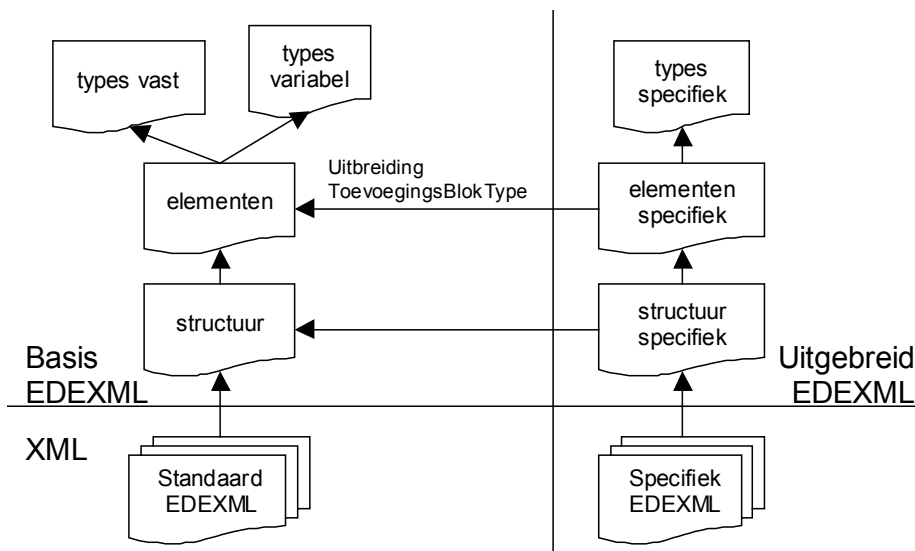 types vast
types
variabel
types
specifiek
Uitbreiding
ToevoegingsBlokType
elementen
elementen
specifiek
structuur
structuur
specifiek
Basis
EDEXML
Uitgebreid
EDEXML
XML
Standaard
EDEXML
Specifiek
EDEXML